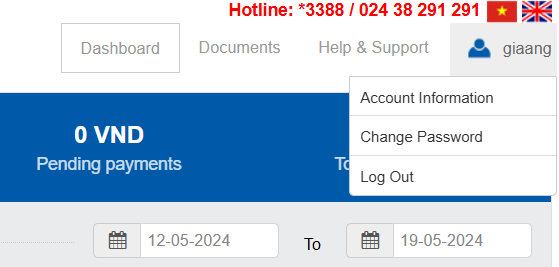 Hotline: *3388 / 024 38 291 291
Dashboard Documents Help & Support giaang
Account Information
Change Password
Log Out
0 VND
Pending payments
12-05-2024 To 19-05-2024